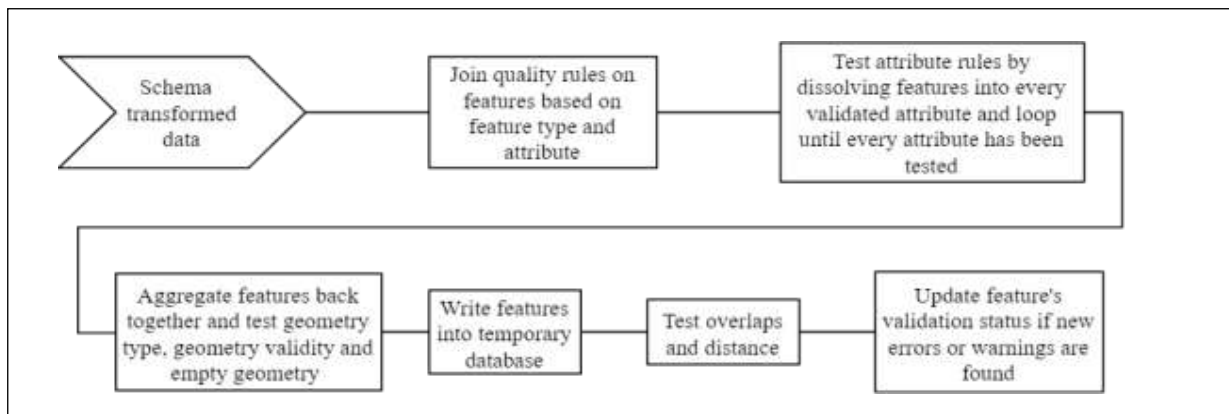 Schema
transformed
data
Join quality rules on
features based on
feature type and
attribute
Test attribute rules by
dissolving features into every
validated attribute and loop
until every attribute has been
tested
Aggregate features back
together and test geometry
type, geometry validity and
empty geometry
Write features
into temporary
database
Test overlaps
and distance
Update feature's
validation status if new
errors or warnings are
found